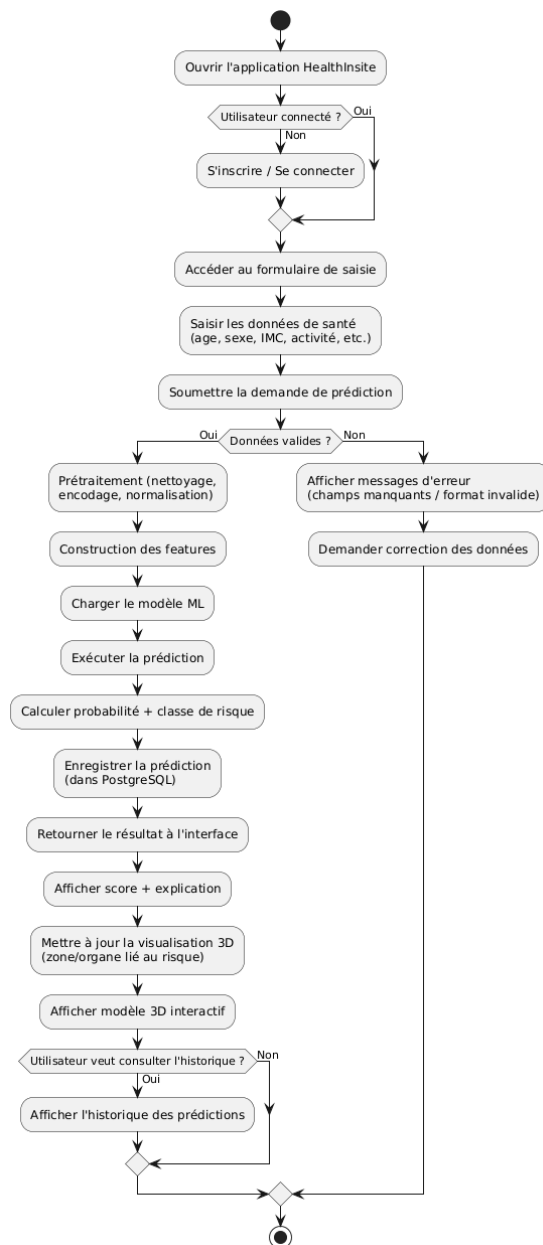 Ouvrir l'application HealthInsite
Utilisateur connecté ?
Oui
Non
S'inscrire / Se connecter
Accéder au formulaire de saisie
Saisir les données de santé
(age, sexe, IMC, activité, etc.)
Soumettre la demande de prédiction
Oui
Données valides ?
Non
Prétraitement (nettoyage,
encodage, normalisation)
Construction des features
Charger le modèle ML
Exécuter la prédiction
Calculer probabilité + classe de risque
Enregistrer la prédiction
(dans PostgreSQL)
Retourner le résultat à l'interface
Afficher score + explication
Mettre à jour la visualisation 3D
(zone/organe lié au risque)
Afficher modèle 3D interactif
Utilisateur veut consulter l'historique ?
Non
Oui
Afficher l'historique des prédictions
Afficher messages d'erreur
(champs manquants / format invalide)
Demander correction des données